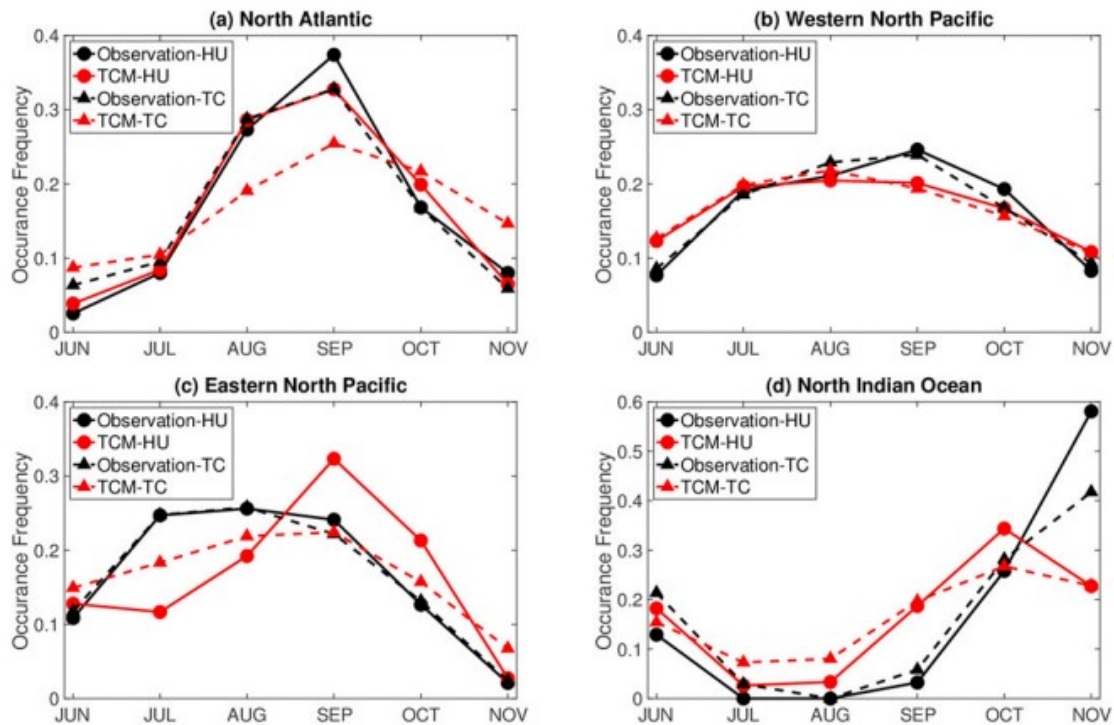 (a) North Atlantic
0.4
0.3
0.2
0.1
0
Occurance Frequency
Observation-HU
TCM-HU
Observation-TC
TCM-TC
JUN JUL AUG SEP OCT NOV
(b) Western North Pacific
0.4
0.3
0.2
0.1
0
Occurance Frequency
Observation-HU
TCM-HU
Observation-TC
TCM-TC
JUN JUL AUG SEP OCT NOV
(c) Eastern North Pacific
0.4
0.3
0.2
0.1
0
Occurance Frequency
Observation-HU
TCM-HU
Observation-TC
TCM-TC
JUN JUL AUG SEP OCT NOV
(d) North Indian Ocean
0.6
0.5
0.4
0.3
0.2
0.1
0
Occurance Frequency
Observation-HU
TCM-HU
Observation-TC
TCM-TC
JUN JUL AUG SEP OCT NOV